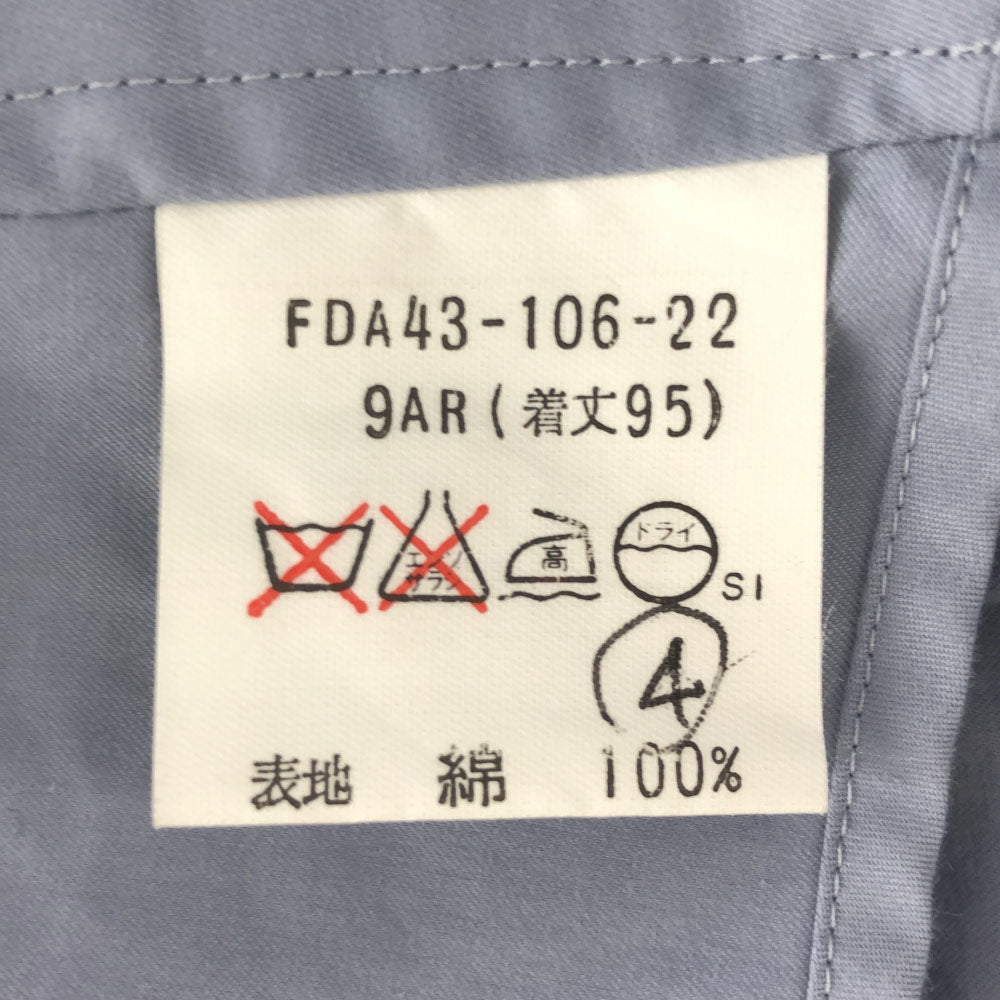 FDA43-106-22
9AR(着丈95)
エンソ
サラシ
高
ドライ
SI
4
表地 綿 100%